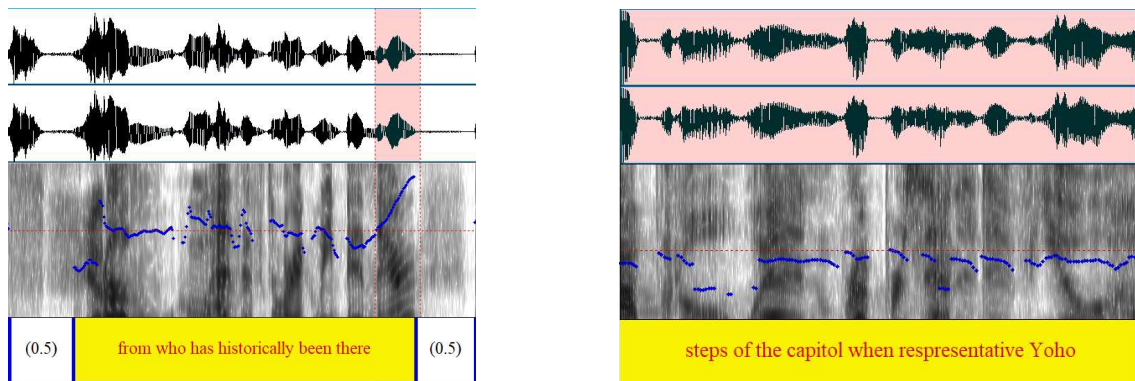 (0.5) from who has historically been there (0.5)
steps of the capitol when respresentative Yoho